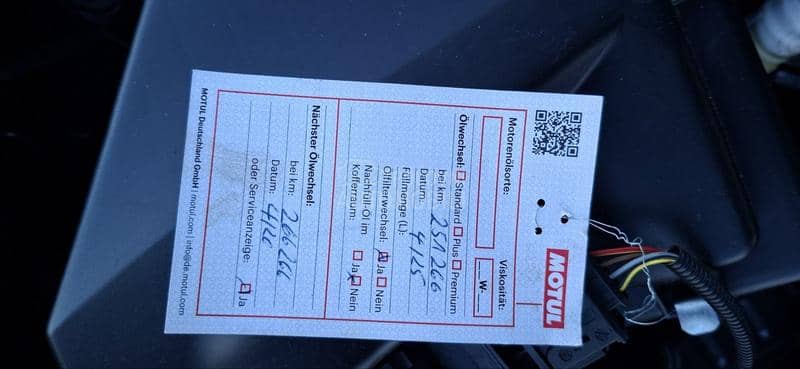 MOTUL
Motorenölsorte: Viskosität:
W-
Ölwechsel: Standard Plus Premium
bei km: 251266
Datum: 4/25
Füllmenge (L):
Ölfilterwechsel: Ja Nein
Nachfüll-Öl im
Kofferraum: Ja Nein
Nächster Ölwechsel:
bei km: 266266
Datum: 4/26
oder Serviceanzeige: Ja
MOTUL Deutschland GmbH | motul.com | info@de.motul.com